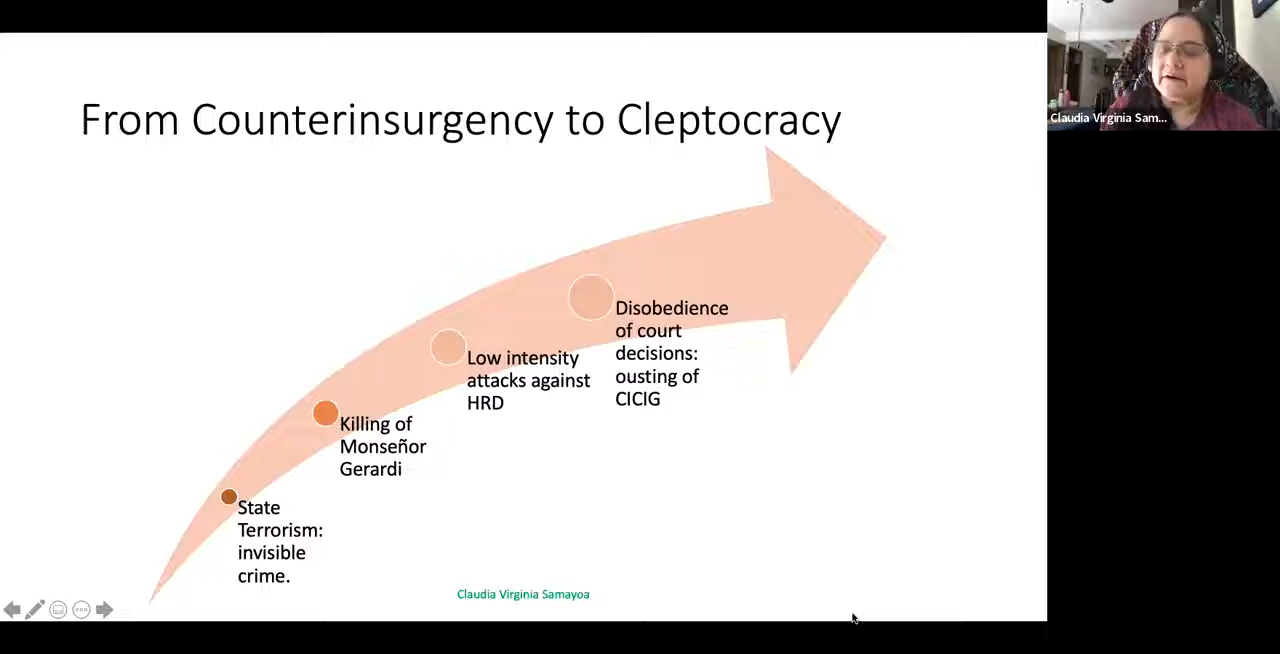 From Counterinsurgency to Cleptocracy
State
Terrorism:
invisible
crime.
Killing of
Monseñor
Gerardi
Low intensity
attacks against
HRD
Disobedience
of court
decisions:
ousting of
CICIG
Claudia Virginia Samayoa
Claudia Virginia Sam...